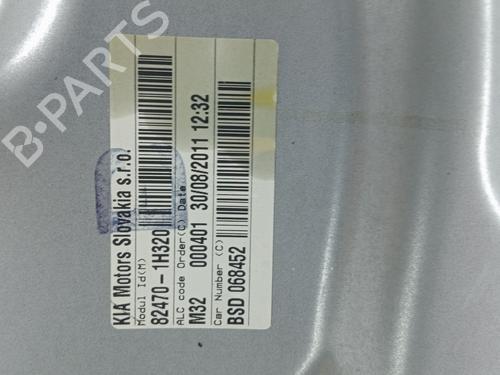 KIA Motors Slovakia s.r.o.
Modul Id(M)
82470-1H320
ALC code Order(C) Date
M32 000401 30/08/2011 12:32
Car Number (C)
BSD 068452
B-PARTS